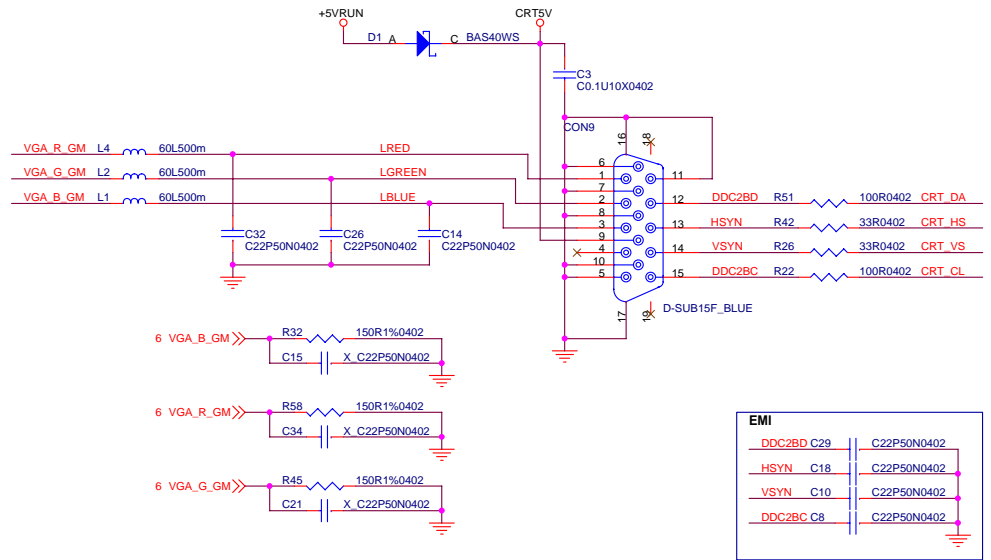 +5VRUN
CRT5V
D1 A C BAS40WS
C3
C0.1U10X0402
CON9
16 18
VGA_R_GM L4 60L500m LRED
VGA_G_GM L2 60L500m LGREEN
VGA_B_GM L1 60L500m LBLUE
6
1 11
7
2 12 DDC2BD R51 100R0402 CRT_DA
8
3 13 HSYN R42 33R0402 CRT_HS
9
4 14 VSYN R26 33R0402 CRT_VS
10
5 15 DDC2BC R22 100R0402 CRT_CL
C32
C22P50N0402
C26
C22P50N0402
C14
C22P50N0402
17 19
D-SUB15F_BLUE
6 VGA_B_GM R32 150R1%0402
C15 X_C22P50N0402
6 VGA_R_GM R58 150R1%0402
C34 X_C22P50N0402
6 VGA_G_GM R45 150R1%0402
C21 X_C22P50N0402
EMI
DDC2BD C29 C22P50N0402
HSYN C18 C22P50N0402
VSYN C10 C22P50N0402
DDC2BC C8 C22P50N0402